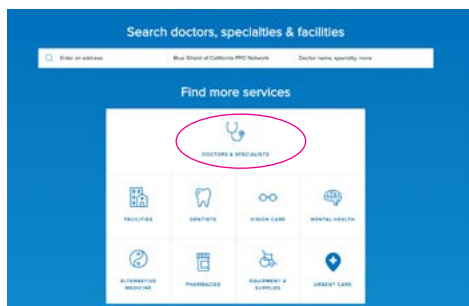 Search doctors, specialties & facilities
Enter an address
Blue Shield of California PPO Network
Doctor name, specialty, more
Find more services
DOCTORS & SPECIALISTS
FACILITIES
DENTISTS
VISION CARE
MENTAL HEALTH
ALTERNATIVE
MEDICINE
PHARMACIES
EQUIPMENT &
SUPPLIES
URGENT CARE